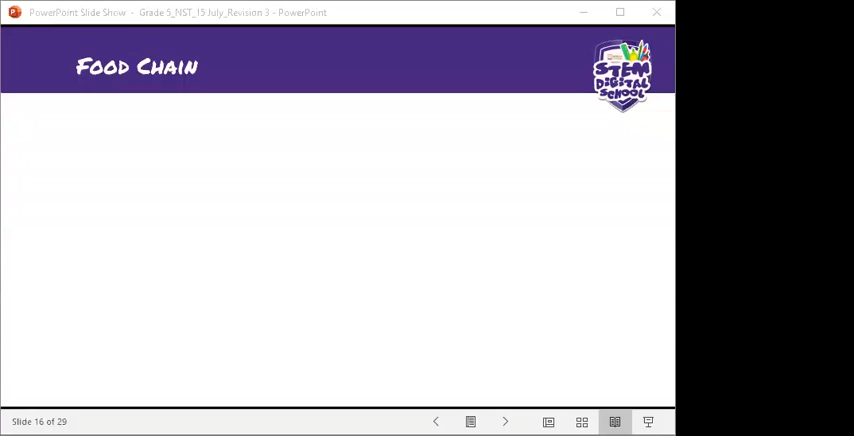 PowerPoint Slide Show - Grade 5_NST_15 July_Revision 3 - PowerPoint
Food Chain
STEM
DIGITAL
SCHOOL
Slide 16 of 29